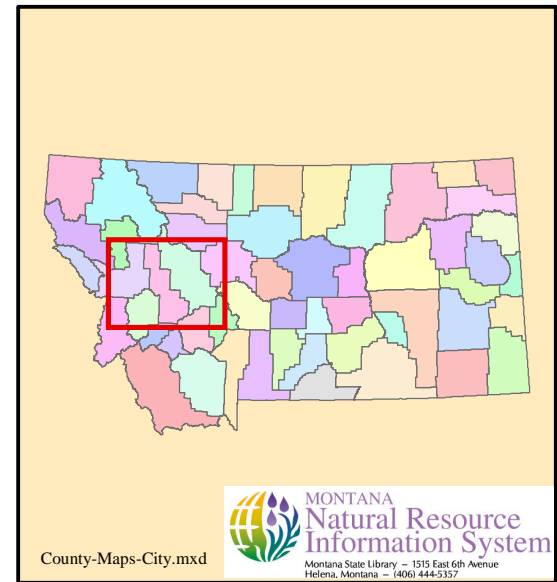 MONTANA
Natural Resource
Information System
Montana State Library – 1515 East 6th Avenue
Helena, Montana – (406) 444-5357
County-Maps-City.mxd